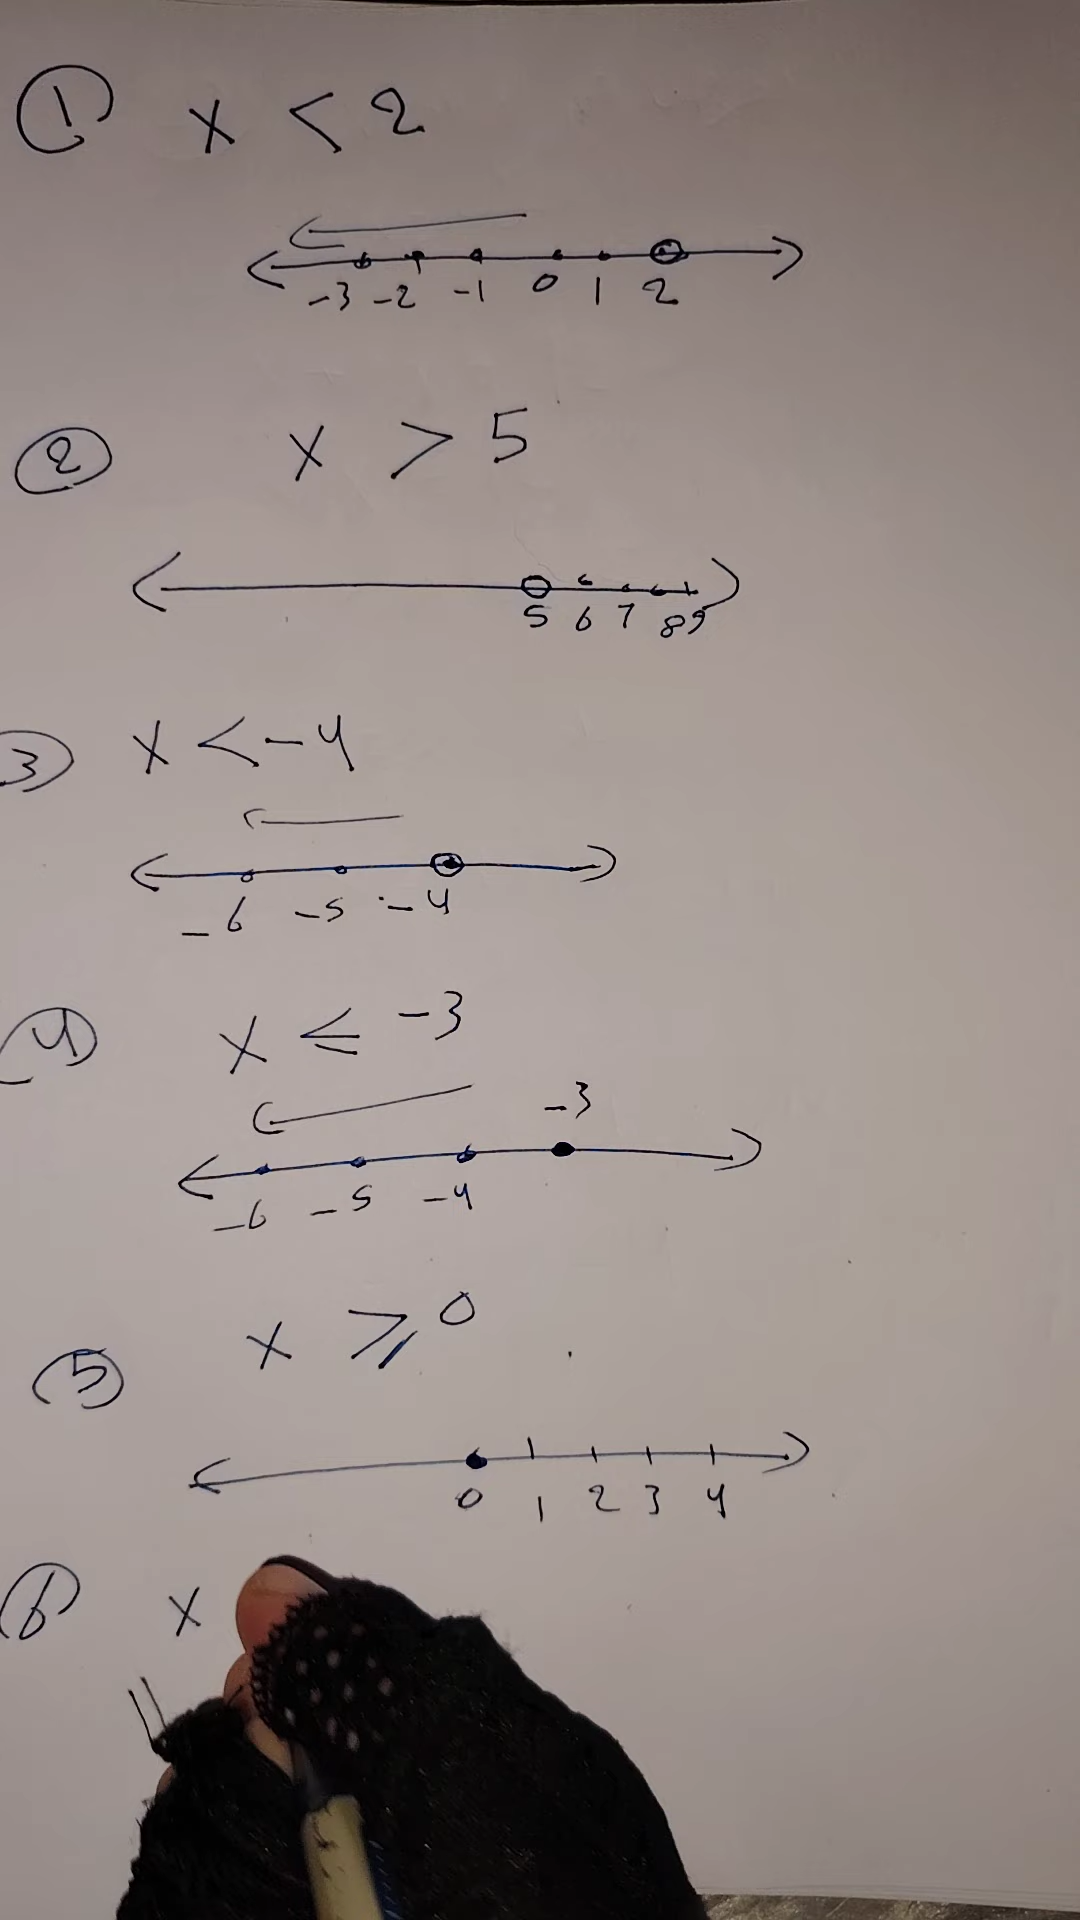 ① x < 2
-3 -2 -1 0 1 2
② x > 5
5 6 7 8 9
③ x < -4
-6 -5 -4
④ x ≤ -3
-3
-6 -5 -4
⑤ x ≥ 0
0 1 2 3 4
⑥ x